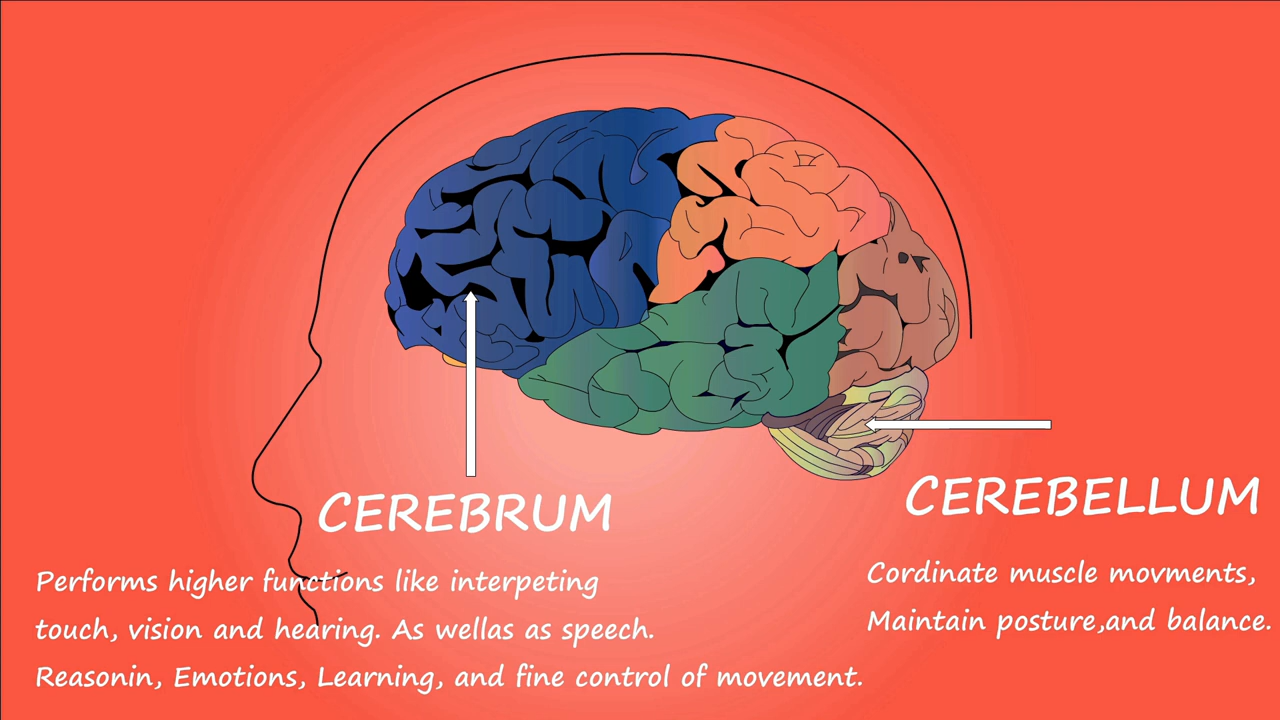 CEREBRUM
Performs higher functions like interpeting
touch, vision and hearing. As wellas as speech.
Reasonin, Emotions, Learning, and fine control of movement.
CEREBELLUM
Cordinate muscle movments,
Maintain posture,and balance.